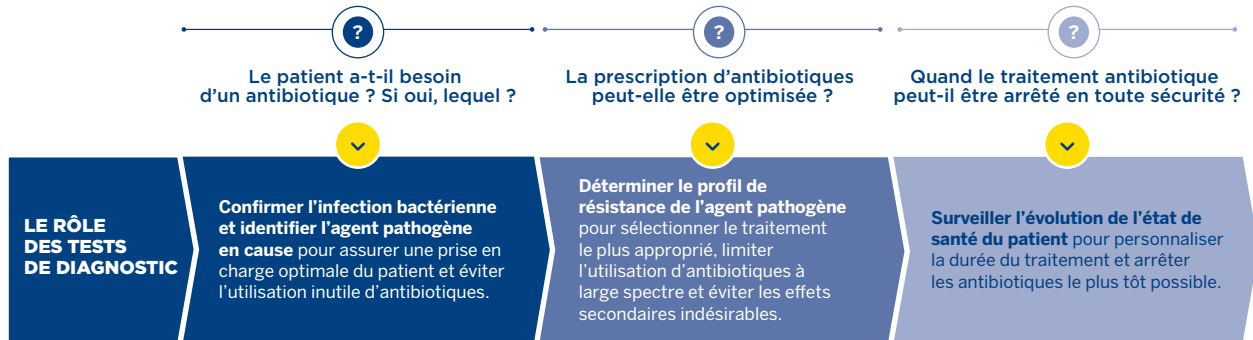 ?
?
?
Le patient a-t-il besoin
d'un antibiotique ? Si oui, lequel ?
La prescription d'antibiotiques
peut-elle être optimisée ?
Quand le traitement antibiotique
peut-il être arrêté en toute sécurité ?
LE RÔLE
DES TESTS
DE DIAGNOSTIC
Confirmer l'infection bactérienne
et identifier l'agent pathogène
en cause pour assurer une prise en
charge optimale du patient et éviter
l'utilisation inutile d'antibiotiques.
Déterminer le profil de
résistance de l'agent pathogène
pour sélectionner le traitement
le plus approprié, limiter
l'utilisation d'antibiotiques à
large spectre et éviter les effets
secondaires indésirables.
Surveiller l'évolution de l'état de
santé du patient pour personnaliser
la durée du traitement et arrêter
les antibiotiques le plus tôt possible.